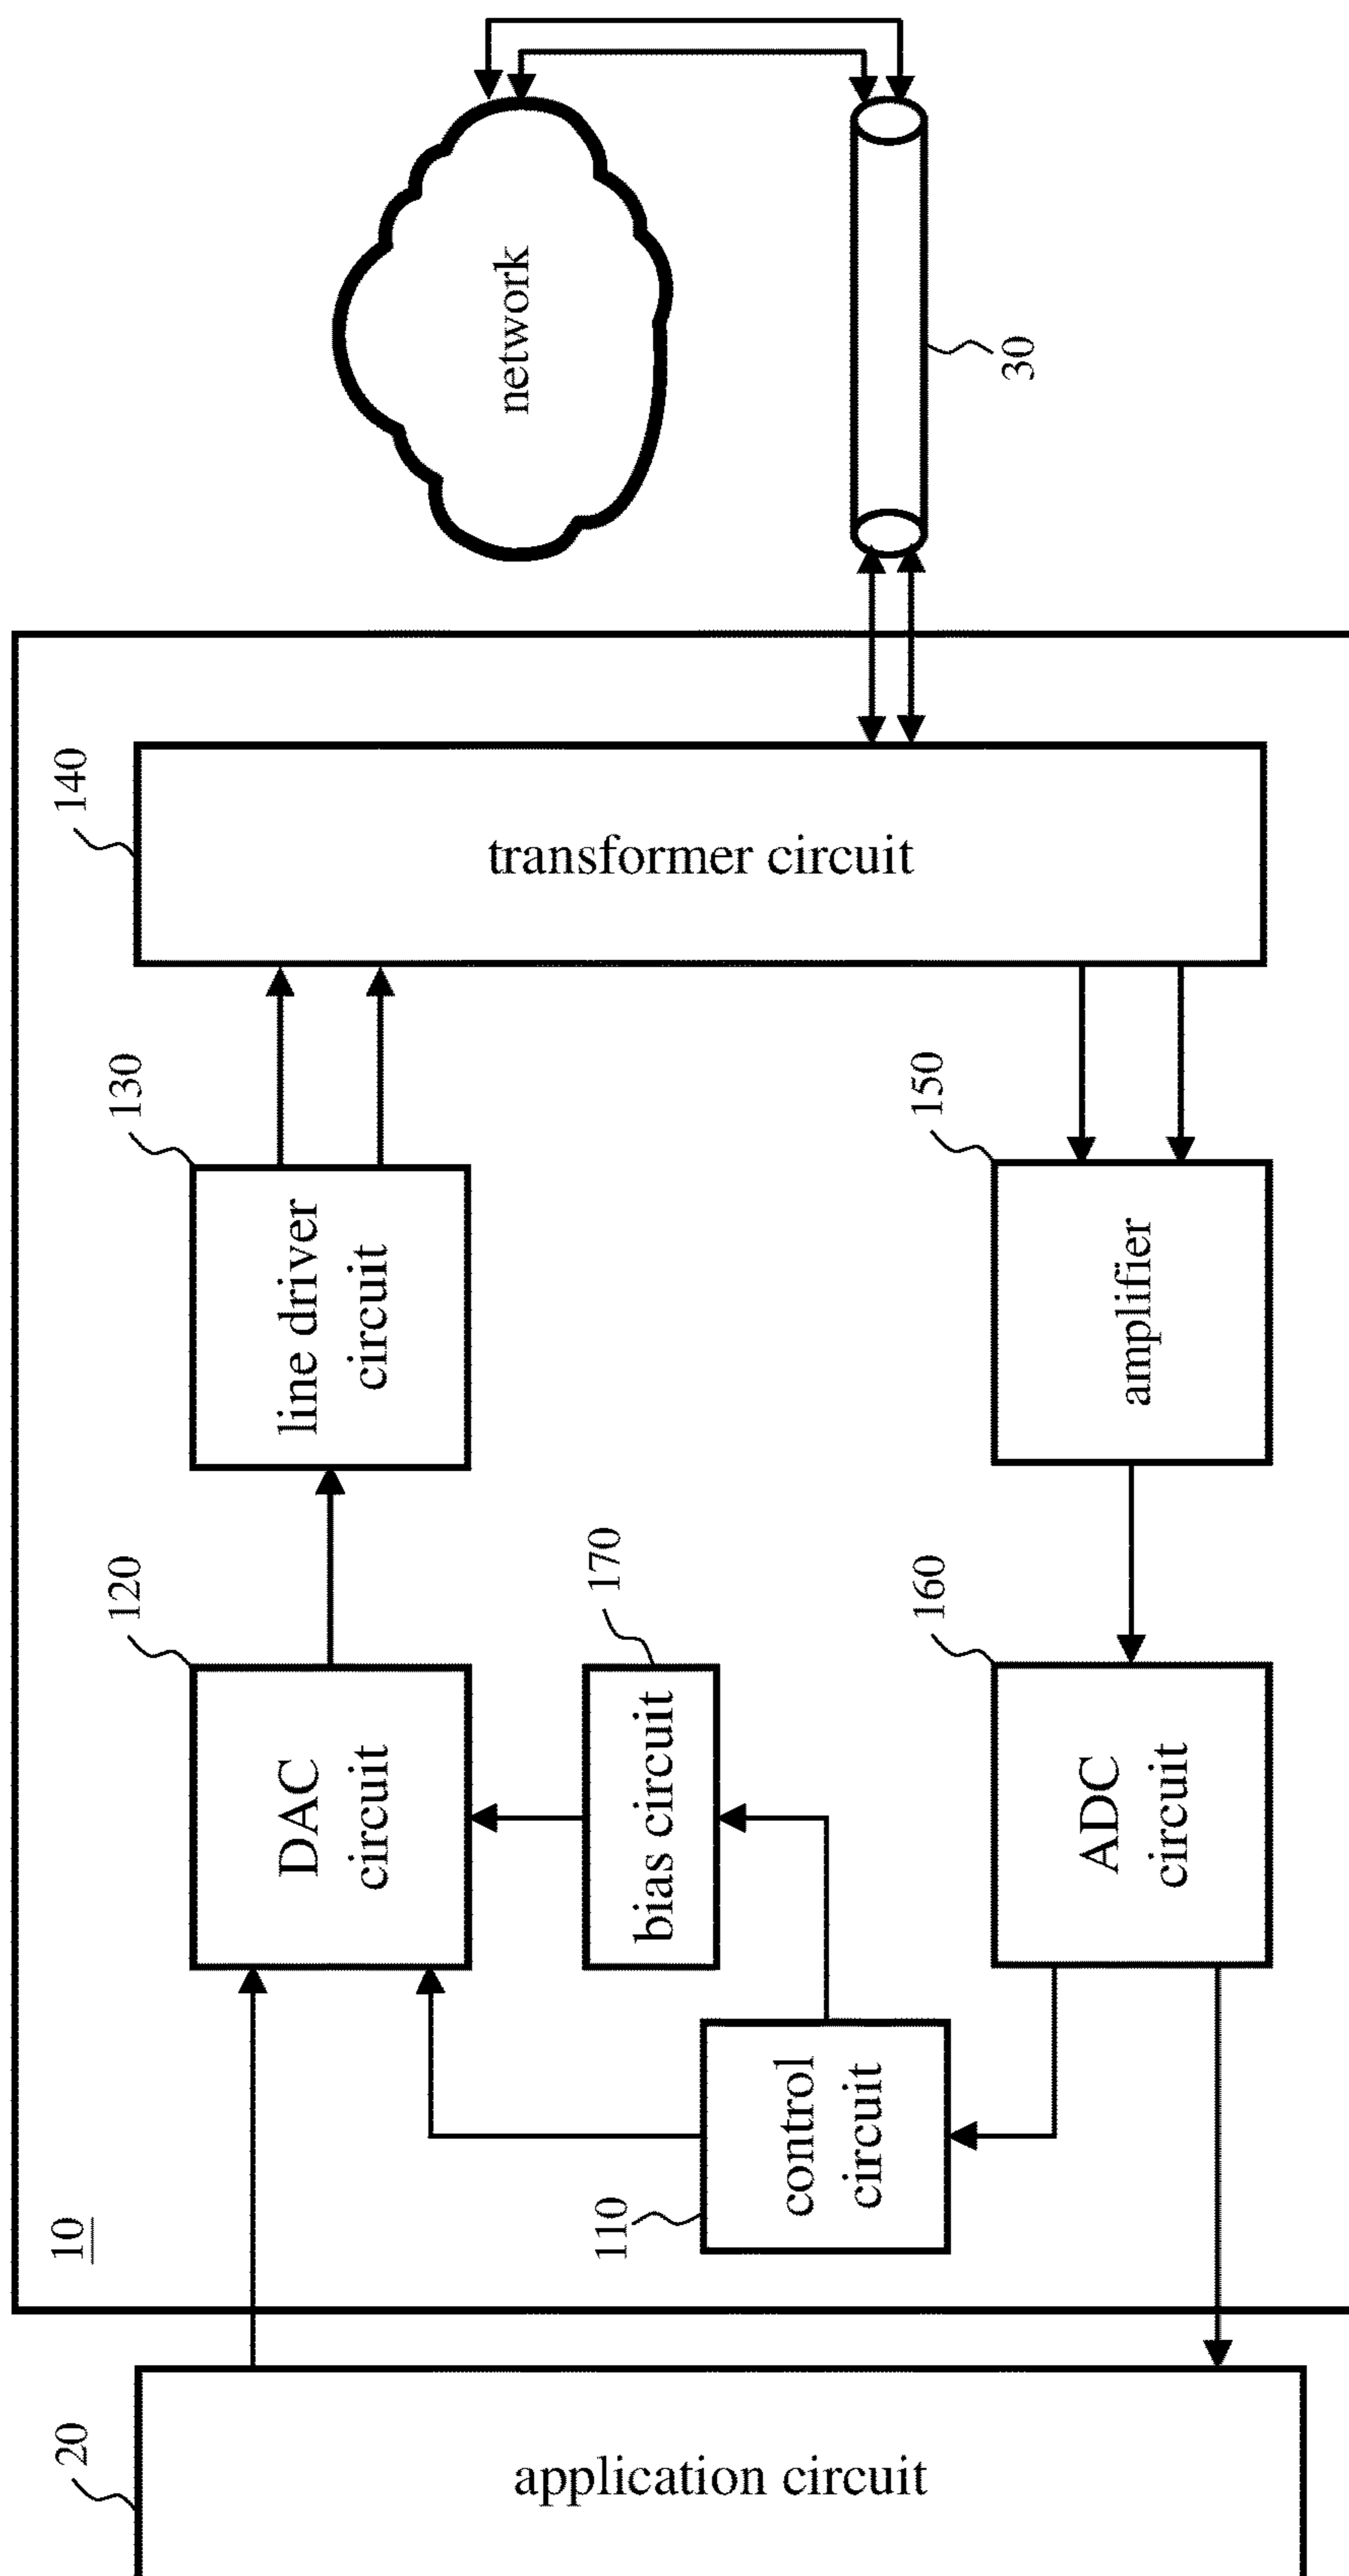 network
30
140
transformer circuit
130
line driver
circuit
150
amplifier
120
DAC
circuit
170
bias circuit
160
ADC
circuit
110
control
circuit
10
20
application circuit